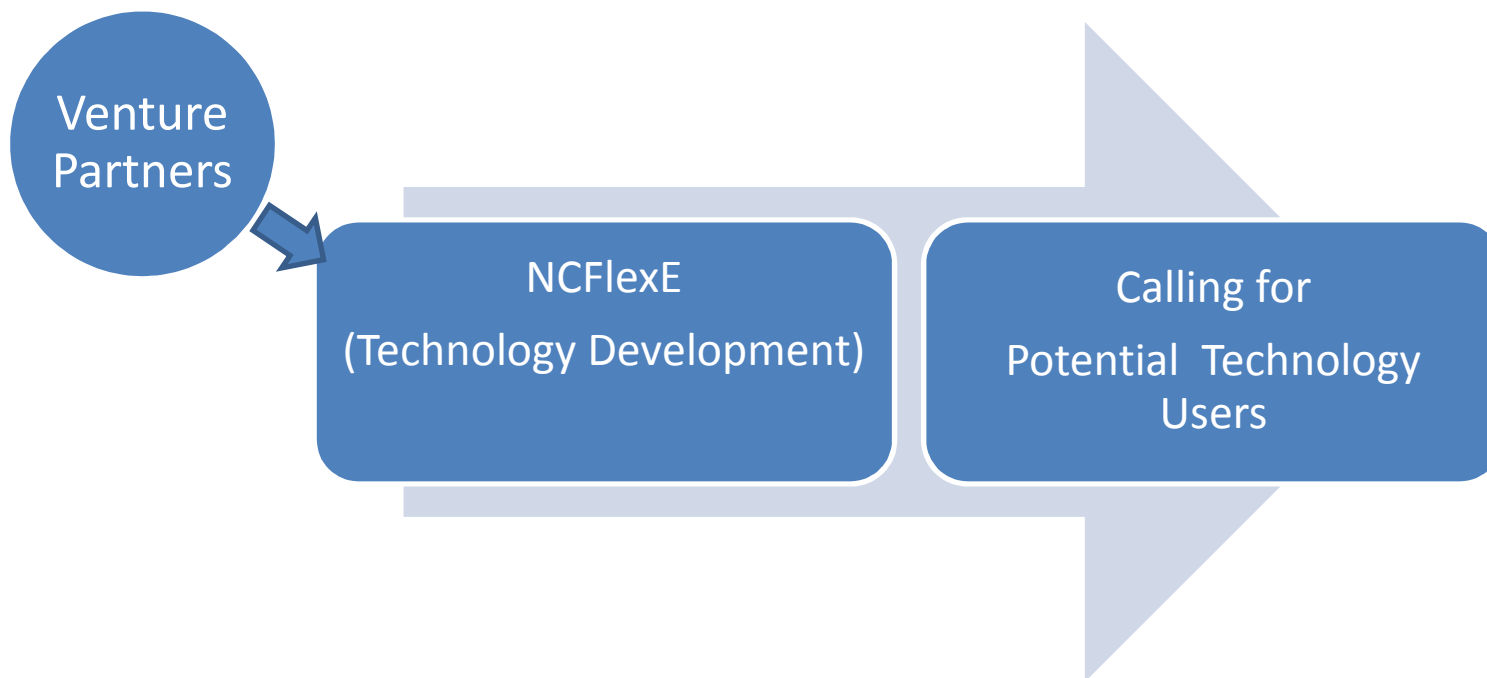 Venture
Partners
NCFlexE
(Technology Development)
Calling for
Potential  Technology
Users